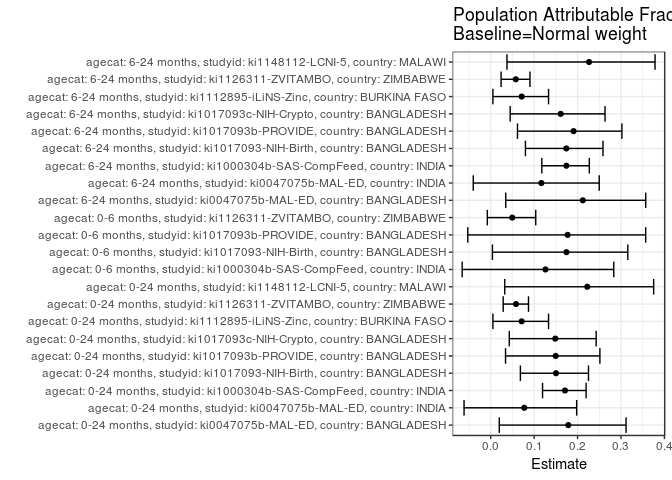 Population Attributable Frac
Baseline=Normal weight
agecat: 6-24 months, studyid: ki1148112-LCNI-5, country: MALAWI
agecat: 6-24 months, studyid: ki1126311-ZVITAMBO, country: ZIMBABWE
agecat: 6-24 months, studyid: ki1112895-iLiNS-Zinc, country: BURKINA FASO
agecat: 6-24 months, studyid: ki1017093c-NIH-Crypto, country: BANGLADESH
agecat: 6-24 months, studyid: ki1017093b-PROVIDE, country: BANGLADESH
agecat: 6-24 months, studyid: ki1017093-NIH-Birth, country: BANGLADESH
agecat: 6-24 months, studyid: ki1000304b-SAS-CompFeed, country: INDIA
agecat: 6-24 months, studyid: ki0047075b-MAL-ED, country: INDIA
agecat: 6-24 months, studyid: ki0047075b-MAL-ED, country: BANGLADESH
agecat: 0-6 months, studyid: ki1126311-ZVITAMBO, country: ZIMBABWE
agecat: 0-6 months, studyid: ki1017093b-PROVIDE, country: BANGLADESH
agecat: 0-6 months, studyid: ki1017093-NIH-Birth, country: BANGLADESH
agecat: 0-6 months, studyid: ki1000304b-SAS-CompFeed, country: INDIA
agecat: 0-24 months, studyid: ki1148112-LCNI-5, country: MALAWI
agecat: 0-24 months, studyid: ki1126311-ZVITAMBO, country: ZIMBABWE
agecat: 0-24 months, studyid: ki1112895-iLiNS-Zinc, country: BURKINA FASO
agecat: 0-24 months, studyid: ki1017093c-NIH-Crypto, country: BANGLADESH
agecat: 0-24 months, studyid: ki1017093b-PROVIDE, country: BANGLADESH
agecat: 0-24 months, studyid: ki1017093-NIH-Birth, country: BANGLADESH
agecat: 0-24 months, studyid: ki1000304b-SAS-CompFeed, country: INDIA
agecat: 0-24 months, studyid: ki0047075b-MAL-ED, country: INDIA
agecat: 0-24 months, studyid: ki0047075b-MAL-ED, country: BANGLADESH
0.0 0.1 0.2 0.3 0.4
Estimate